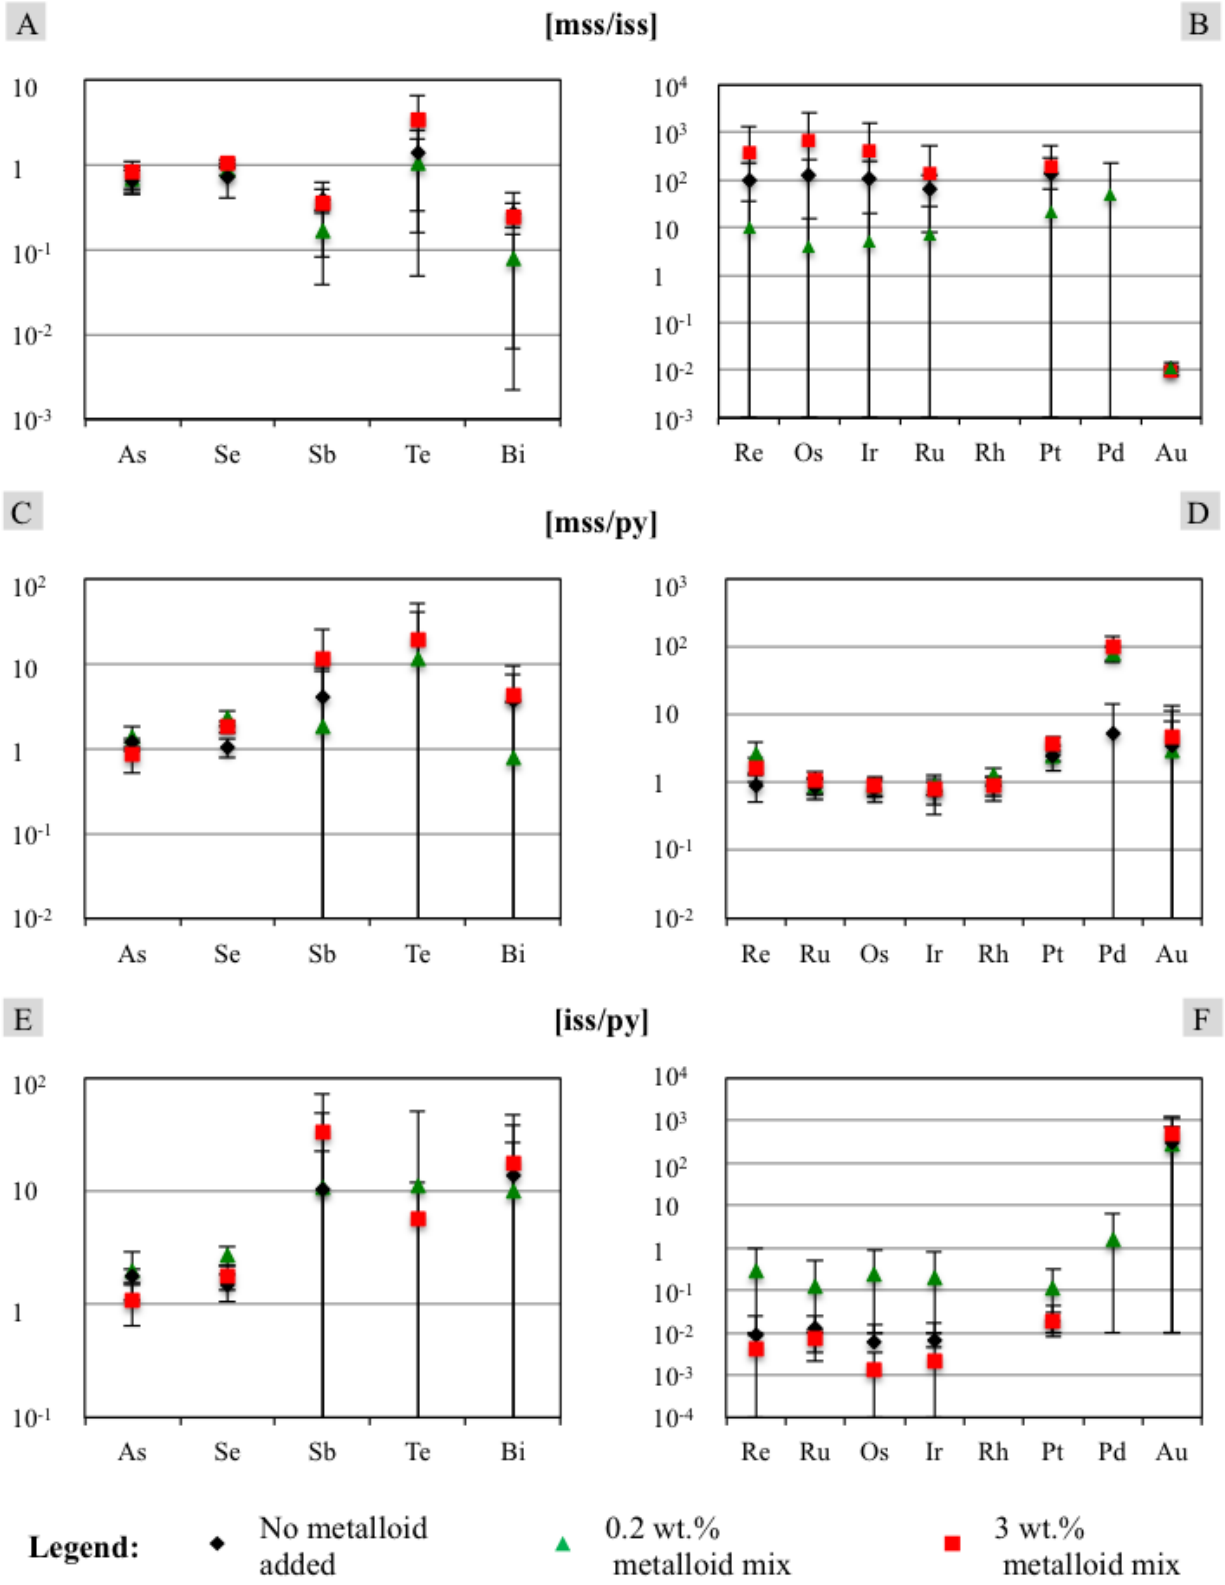 A [mss/iss] B
10
1
10⁻¹
10⁻²
10⁻³
As Se Sb Te Bi
10⁴
10³
10²
10
1
10⁻¹
10⁻²
10⁻³
Re Os Ir Ru Rh Pt Pd Au
C [mss/py] D
10²
10
1
10⁻¹
10⁻²
As Se Sb Te Bi
10³
10²
10
1
10⁻¹
10⁻²
Re Ru Os Ir Rh Pt Pd Au
E [iss/py] F
10²
10
1
10⁻¹
As Se Sb Te Bi
10⁴
10³
10²
10
1
10⁻¹
10⁻²
10⁻³
10⁻⁴
Re Ru Os Ir Rh Pt Pd Au
Legend:
No metalloid
added
0.2 wt.%
metalloid mix
3 wt.%
metalloid mix